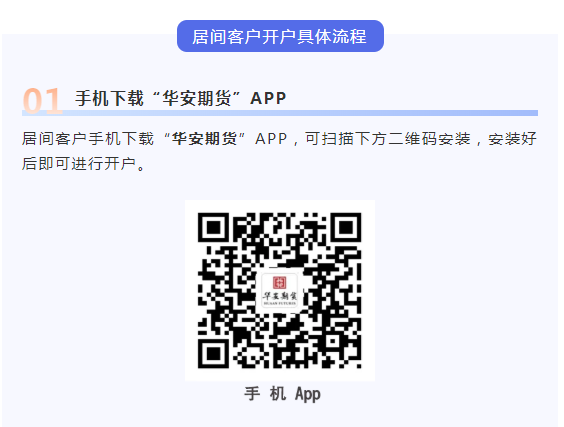 居间客户开户具体流程
01 手机下载“华安期货”APP
居间客户手机下载“华安期货”APP，可扫描下方二维码安装，安装好
后即可进行开户。
华安期货
HUAAN FUTURES
手 机 App